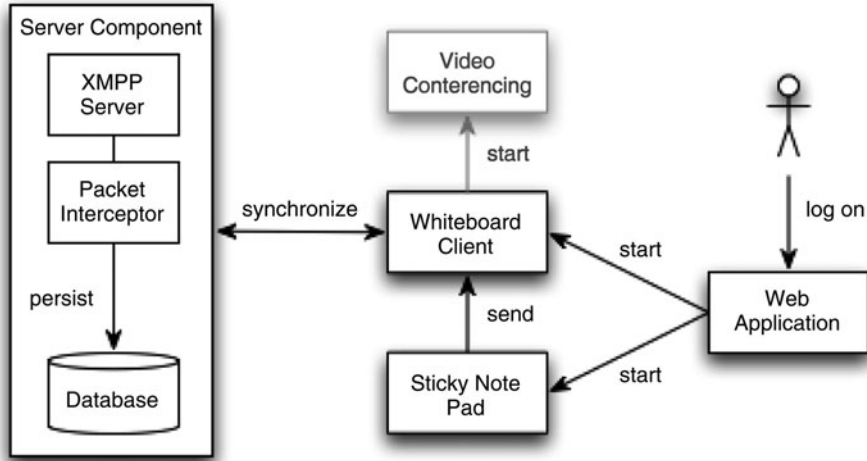 Server Component
XMPP
Server
Packet
Interceptor
persist
Database
synchronize
Video
Conterencing
start
Whiteboard
Client
send
Sticky Note
Pad
start
start
log on
Web
Application